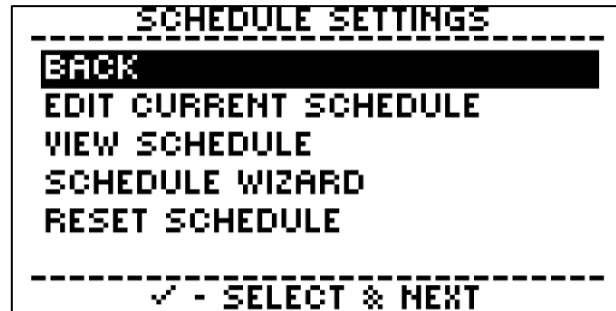 SCHEDULE SETTINGS
BACK
EDIT CURRENT SCHEDULE
VIEW SCHEDULE
SCHEDULE WIZARD
RESET SCHEDULE
✓ - SELECT & NEXT